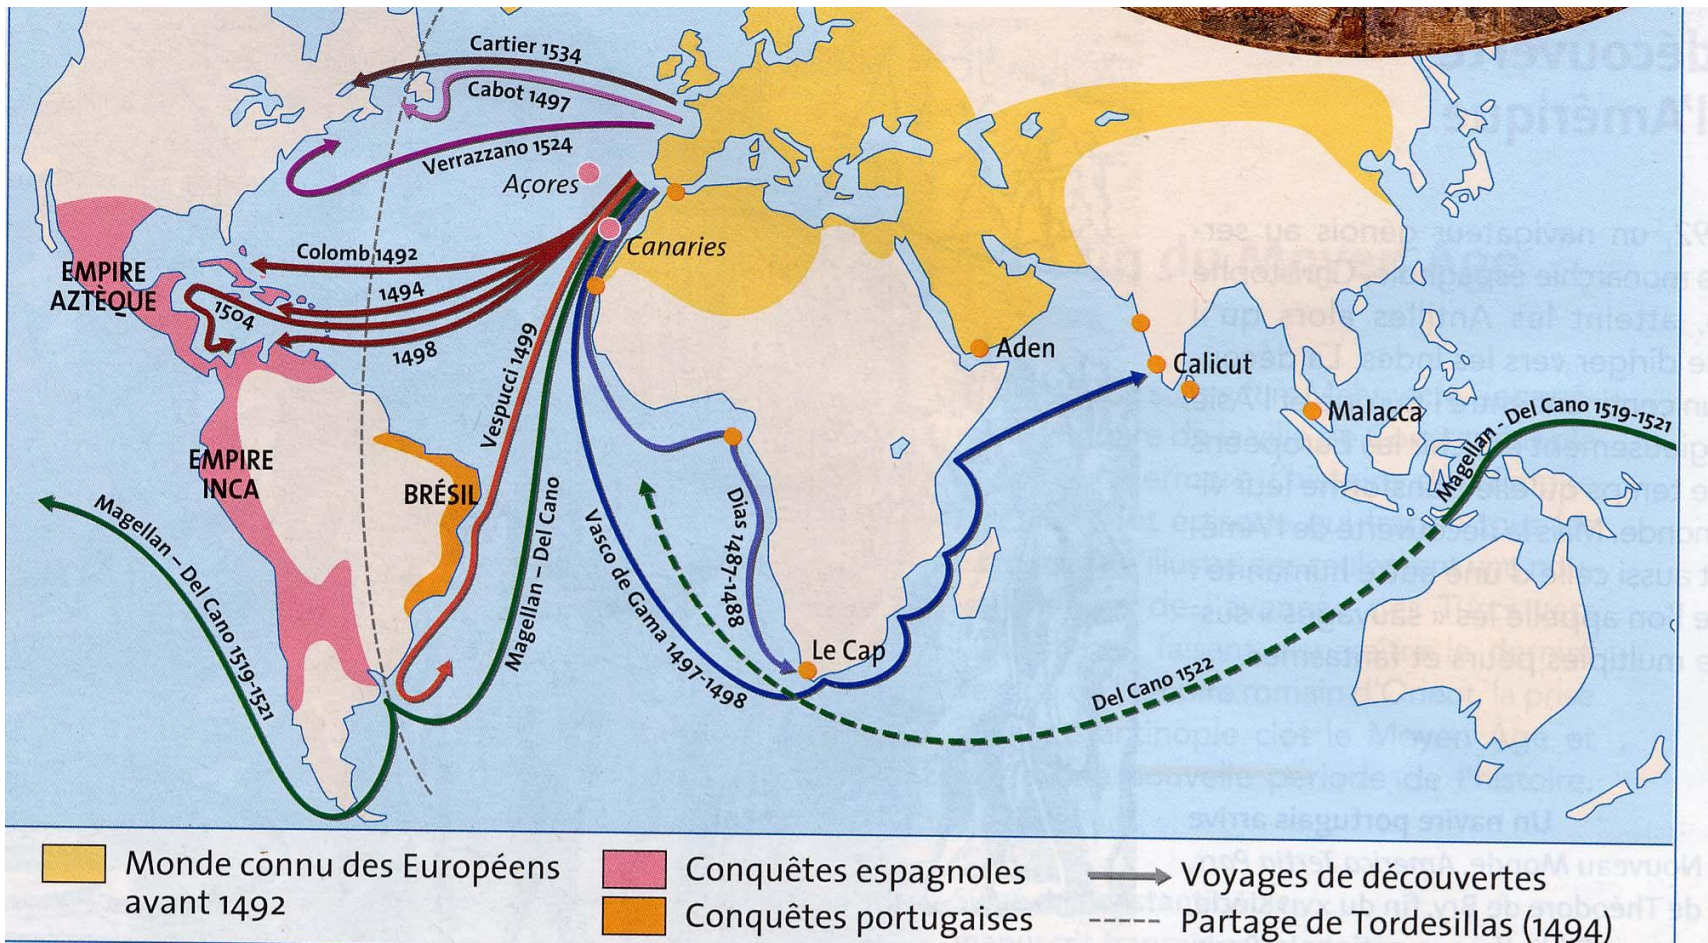 Cartier 1534
Cabot 1497
Verrazzano 1524
Açores
Canaries
Colomb 1492
1494
1504
1498
EMPIRE
AZTÈQUE
Vespucci 1499
Aden
Calicut
Malacca
Magellan - Del Cano 1519-1521
EMPIRE
INCA
BRÉSIL
Magellan – Del Cano 1519-1521
Magellan – Del Cano
Vasco de Gama 1497-1498
Dias 1487-1488
Le Cap
Del Cano 1522
Monde connu des Européens
avant 1492
Conquêtes espagnoles
Conquêtes portugaises
Voyages de découvertes
Partage de Tordesillas (1494)